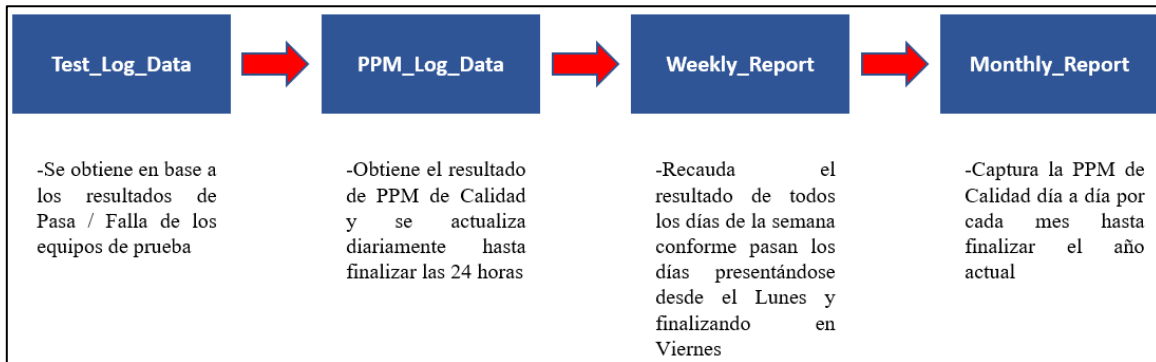 Test_Log_Data
PPM_Log_Data
Weekly_Report
Monthly_Report
-Se obtiene en base a
los resultados de
Pasa / Falla de los
equipos de prueba
-Obtiene el resultado
de PPM de Calidad
y se actualiza
diariamente hasta
finalizar las 24 horas
-Recauda el
resultado de todos
los días de la semana
conforme pasan los
días presentándose
desde el Lunes y
finalizando en
Viernes
-Captura la PPM de
Calidad día a día por
cada mes hasta
finalizar el año
actual